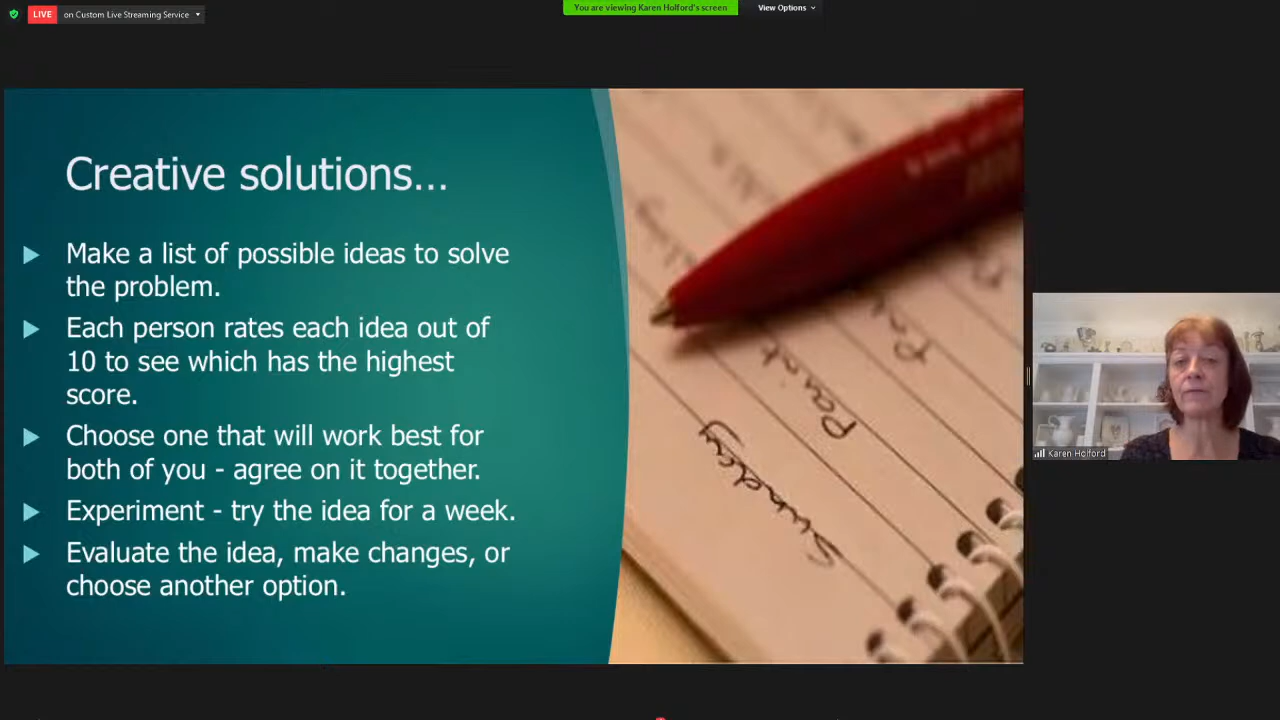 LIVE on Custom Live Streaming Service
You are viewing Karen Holford's screen View Options
Creative solutions...
Make a list of possible ideas to solve
the problem.
Each person rates each idea out of
10 to see which has the highest
score.
Choose one that will work best for
both of you - agree on it together.
Experiment - try the idea for a week.
Evaluate the idea, make changes, or
choose another option.
Sunday
Paint
Karen Holford